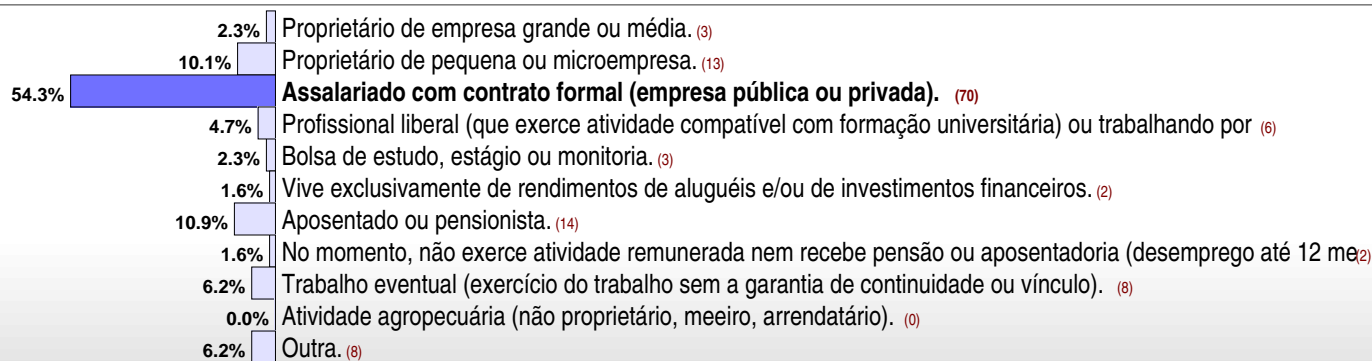 2.3% Proprietário de empresa grande ou média. (3)
10.1% Proprietário de pequena ou microempresa. (13)
54.3% Assalariado com contrato formal (empresa pública ou privada). (70)
4.7% Profissional liberal (que exerce atividade compatível com formação universitária) ou trabalhando por (6)
2.3% Bolsa de estudo, estágio ou monitoria. (3)
1.6% Vive exclusivamente de rendimentos de aluguéis e/ou de investimentos financeiros. (2)
10.9% Aposentado ou pensionista. (14)
1.6% No momento, não exerce atividade remunerada nem recebe pensão ou aposentadoria (desemprego até 12 me(2)
6.2% Trabalho eventual (exercício do trabalho sem a garantia de continuidade ou vínculo). (8)
0.0% Atividade agropecuária (não proprietário, meeiro, arrendatário). (0)
6.2% Outra. (8)